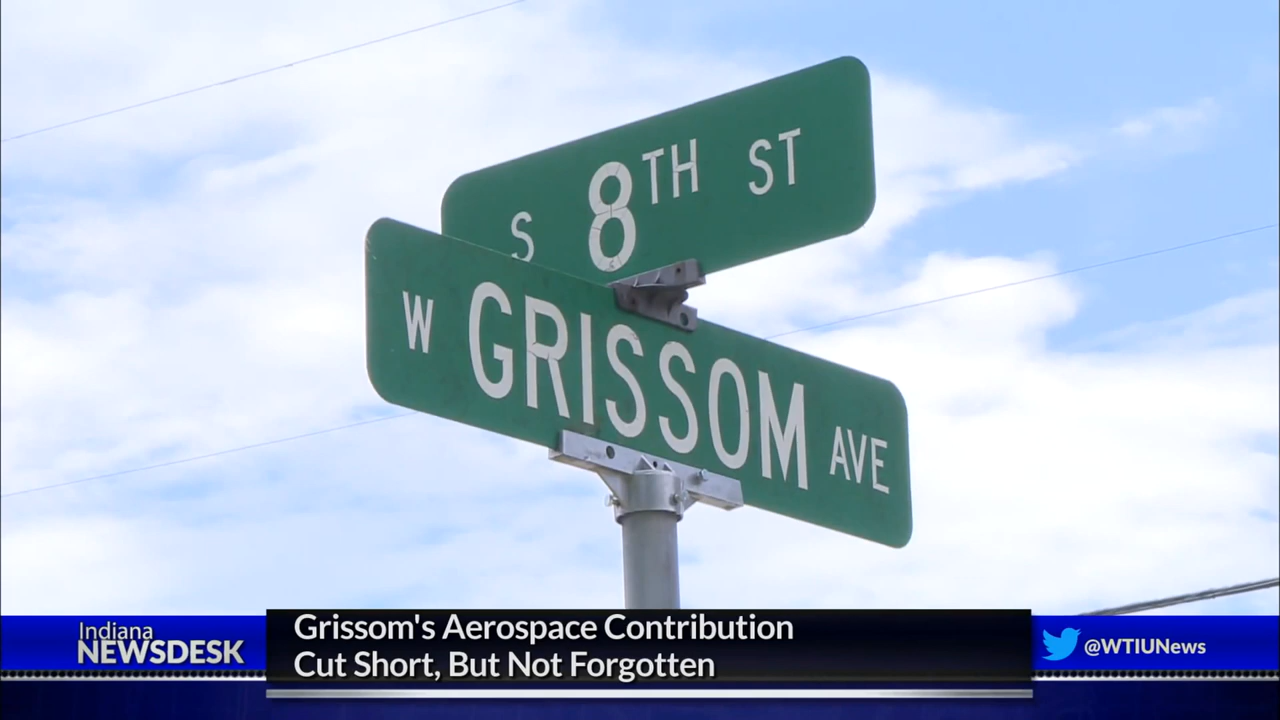 S 8TH ST
W GRISSOM AVE
Indiana
NEWSDESK
Grissom's Aerospace Contribution
Cut Short, But Not Forgotten
@WTIUNews